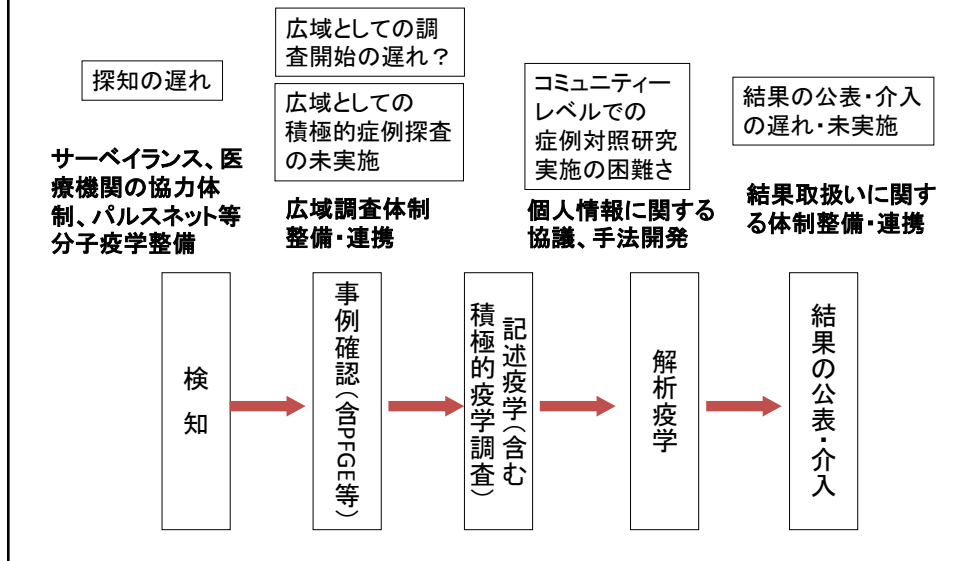 探知の遅れ
広域としての調
査開始の遅れ？
広域としての
積極的症例探査
の未実施
コミュニティー
レベルでの
症例対照研究
実施の困難さ
結果の公表・介入
の遅れ・未実施
サーベイランス、医
療機関の協力体
制、パルスネット等
分子疫学整備
広域調査体制
整備・連携
個人情報に関する
協議、手法開発
結果取扱いに関す
る体制整備・連携
検知
事例確認（含PFGE等）
記述疫学（含む
積極的疫学調査）
解析疫学
結果の公表・介入